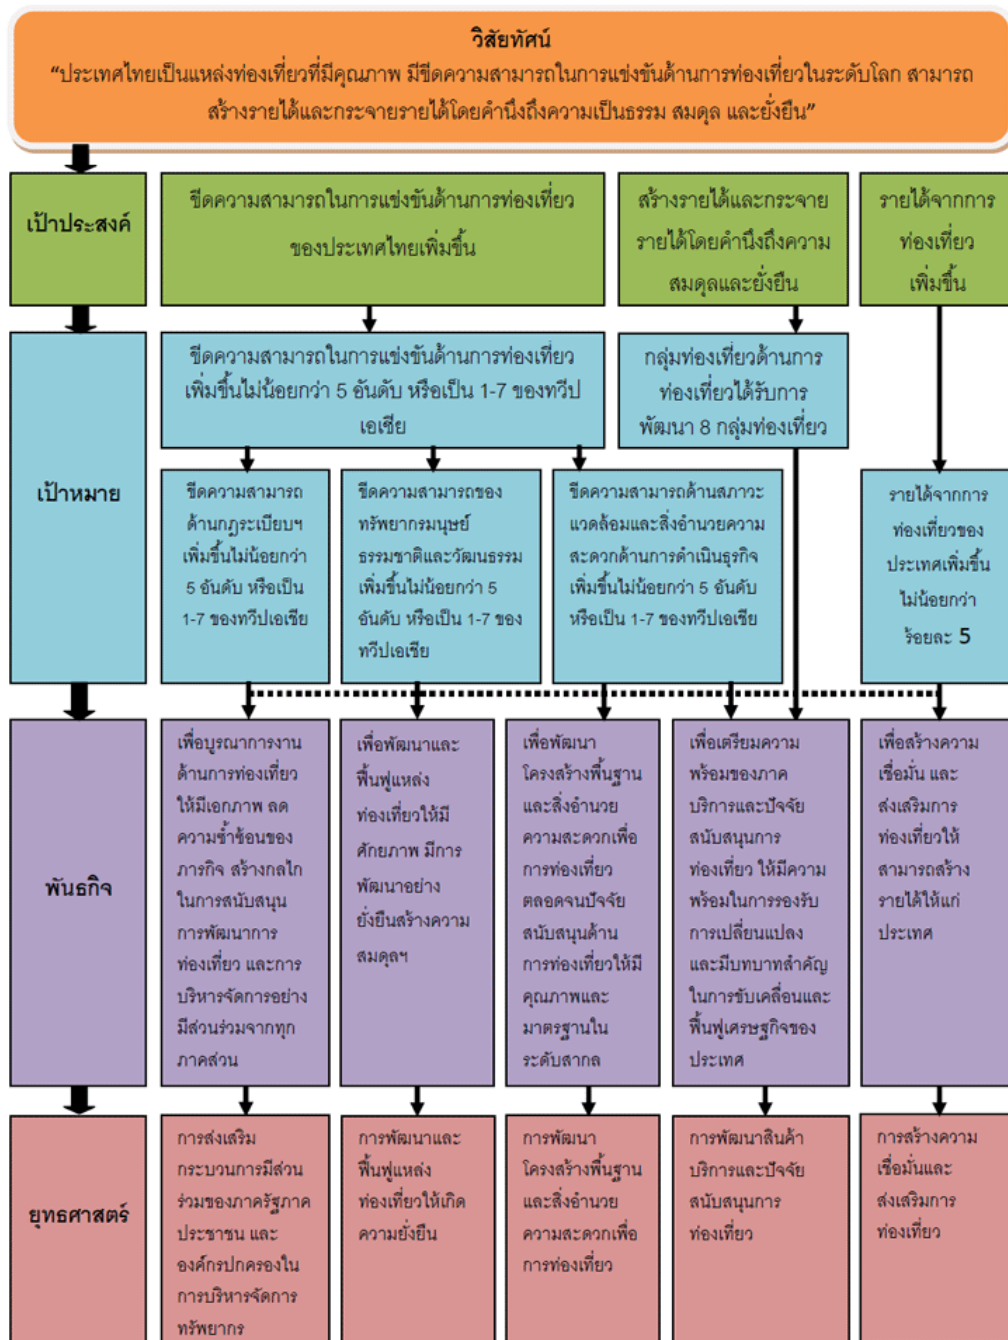 วิสัยทัศน์
“ประเทศไทยเป็นแหล่งท่องเที่ยวที่มีคุณภาพ มีขีดความสามารถในการแข่งขันด้านการท่องเที่ยวในระดับโลก สามารถ
สร้างรายได้และกระจายรายได้โดยคำนึงถึงความเป็นธรรม สมดุล และยั่งยืน”
เป้าประสงค์
ขีดความสามารถในการแข่งขันด้านการท่องเที่ยว
ของประเทศไทยเพิ่มขึ้น
สร้างรายได้และกระจาย
รายได้โดยคำนึงถึงความ
สมดุลและยั่งยืน
รายได้จากการ
ท่องเที่ยว
เพิ่มขึ้น
เป้าหมาย
ขีดความสามารถในการแข่งขันด้านการท่องเที่ยว
เพิ่มขึ้นไม่น้อยกว่า 5 อันดับ หรือเป็น 1-7 ของทวีป
เอเชีย
กลุ่มท่องเที่ยวด้านการ
ท่องเที่ยวได้รับการ
พัฒนา 8 กลุ่มท่องเที่ยว
ขีดความสามารถ
ด้านกฎระเบียบฯ
เพิ่มขึ้นไม่น้อยกว่า
5 อันดับ หรือเป็น
1-7 ของทวีปเอเชีย
ขีดความสามารถของ
ทรัพยากรมนุษย์
ธรรมชาติและวัฒนธรรม
เพิ่มขึ้นไม่น้อยกว่า 5
อันดับ หรือเป็น 1-7 ของ
ทวีปเอเชีย
ขีดความสามารถด้านสภาวะ
แวดล้อมและสิ่งอำนวยความ
สะดวกด้านการดำเนินธุรกิจ
เพิ่มขึ้นไม่น้อยกว่า 5 อันดับ
หรือเป็น 1-7 ของทวีปเอเชีย
รายได้จากการ
ท่องเที่ยวของ
ประเทศเพิ่มขึ้น
ไม่น้อยกว่า
ร้อยละ 5
พันธกิจ
เพื่อบูรณาการงาน
ด้านการท่องเที่ยว
ให้มีเอกภาพ ลด
ความซ้ำซ้อนของ
ภารกิจ สร้างกลไก
ในการสนับสนุน
การพัฒนาการ
ท่องเที่ยว และการ
บริหารจัดการอย่าง
มีส่วนร่วมจากทุก
ภาคส่วน
เพื่อพัฒนาและ
ฟื้นฟูแหล่ง
ท่องเที่ยวให้มี
ศักยภาพ มีการ
พัฒนาอย่าง
ยั่งยืนสร้างความ
สมดุลฯ
เพื่อพัฒนา
โครงสร้างพื้นฐาน
และสิ่งอำนวย
ความสะดวกเพื่อ
การท่องเที่ยว
ตลอดจนปัจจัย
สนับสนุนด้าน
การท่องเที่ยวให้มี
คุณภาพและ
มาตรฐานใน
ระดับสากล
เพื่อเตรียมความ
พร้อมของภาค
บริการและปัจจัย
สนับสนุนการ
ท่องเที่ยว ให้มีความ
พร้อมในการรองรับ
การเปลี่ยนแปลง
และมีบทบาทสำคัญ
ในการขับเคลื่อนและ
ฟื้นฟูเศรษฐกิจของ
ประเทศ
เพื่อสร้างความ
เชื่อมั่น และ
ส่งเสริมการ
ท่องเที่ยวให้
สามารถสร้าง
รายได้ให้แก่
ประเทศ
ยุทธศาสตร์
การส่งเสริม
กระบวนการมีส่วน
ร่วมของภาครัฐภาค
ประชาชน และ
องค์กรปกครองใน
การบริหารจัดการ
ทรัพยากร
การพัฒนาและ
ฟื้นฟูแหล่ง
ท่องเที่ยวให้เกิด
ความยั่งยืน
การพัฒนา
โครงสร้างพื้นฐาน
และสิ่งอำนวย
ความสะดวกเพื่อ
การท่องเที่ยว
การพัฒนาสินค้า
บริการและปัจจัย
สนับสนุนการ
ท่องเที่ยว
การสร้างความ
เชื่อมั่นและ
ส่งเสริมการ
ท่องเที่ยว